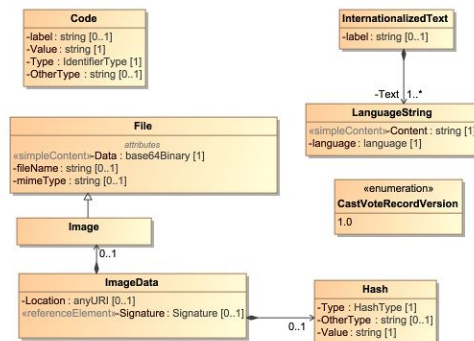 Code
-label : string [0..1]
-Value : string [1]
-Type : IdentifierType [1]
-OtherType : string [0..1]
InternationalizedText
-label : string [0..1]
-Text 1..*
LanguageString
«simpleContent»-Content : string [1]
-language : language [1]
File
attributes
«simpleContent»-Data : base64Binary [1]
-fileName : string [0..1]
-mimeType : string [0..1]
«enumeration»
CastVoteRecordVersion
1.0
Image
0..1
ImageData
-Location : anyURI [0..1]
«referenceElement»-Signature : Signature [0..1]
0..1
Hash
-Type : HashType [1]
-OtherType : string [0..1]
-Value : string [1]